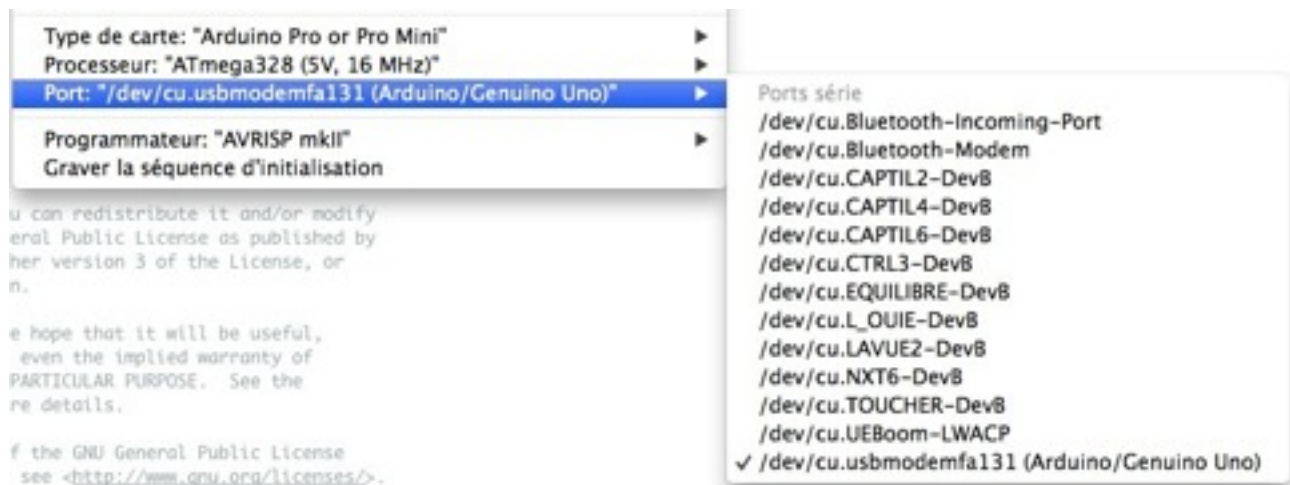 Type de carte: "Arduino Pro or Pro Mini"
Processeur: "ATmega328 (5V, 16 MHz)"
Port: "/dev/cu.usbmodemfa131 (Arduino/Genuino Uno)"
Programmateur: "AVRISP mkII"
Graver la séquence d'initialisation
Ports série
/dev/cu.Bluetooth-Incoming-Port
/dev/cu.Bluetooth-Modem
/dev/cu.CAPTIL2-DevB
/dev/cu.CAPTIL4-DevB
/dev/cu.CAPTIL6-DevB
/dev/cu.CTRL3-DevB
/dev/cu.EQUILIBRE-DevB
/dev/cu.L_OUIE-DevB
/dev/cu.LAVUE2-DevB
/dev/cu.NXT6-DevB
/dev/cu.TOUCHER-DevB
/dev/cu.UEBoom-LWACP
✓ /dev/cu.usbmodemfa131 (Arduino/Genuino Uno)
u can redistribute it and/or modify
eral Public License as published by
her version 3 of the License, or
n.
e hope that it will be useful,
even the implied warranty of
PARTICULAR PURPOSE. See the
re details.
f the GNU General Public License
see <http://www.gnu.org/licenses/>.